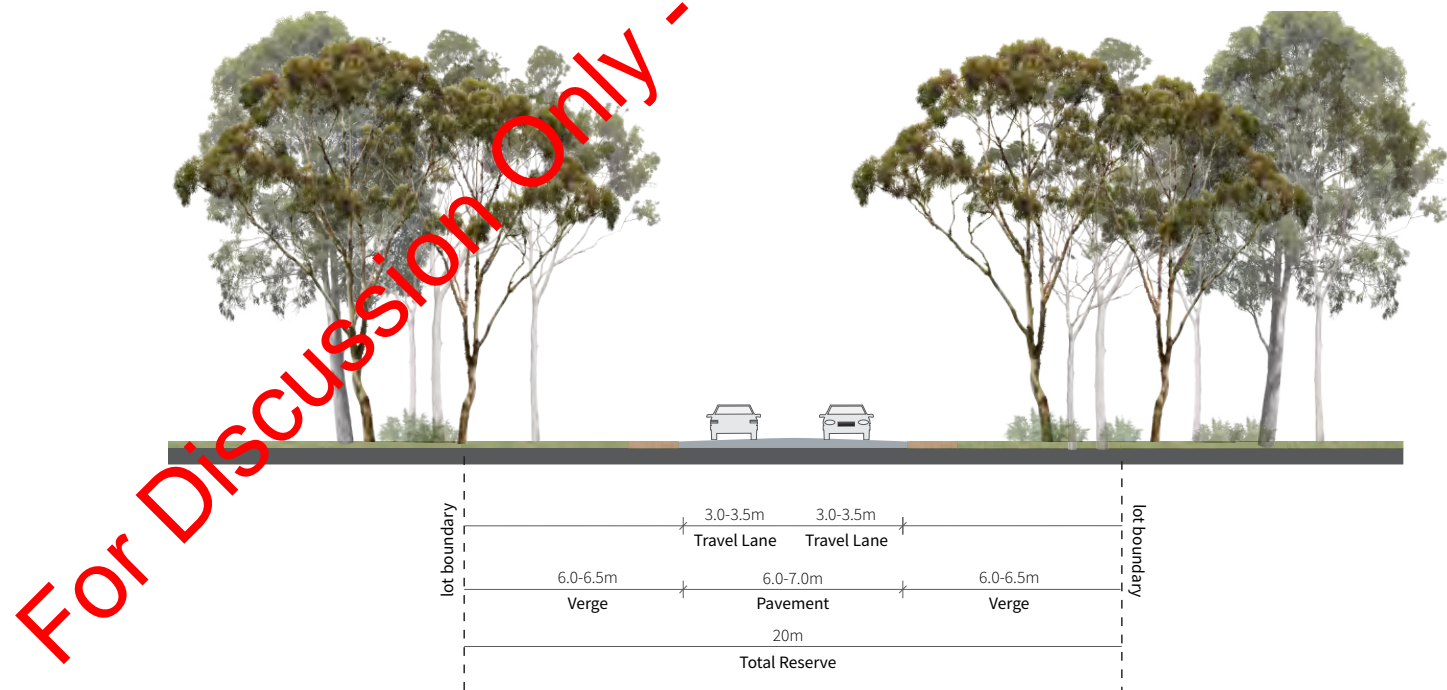 For Discussion Only -
lot boundary
lot boundary
3.0-3.5m
3.0-3.5m
Travel Lane
Travel Lane
6.0-6.5m
6.0-7.0m
6.0-6.5m
Verge
Pavement
Verge
20m
Total Reserve